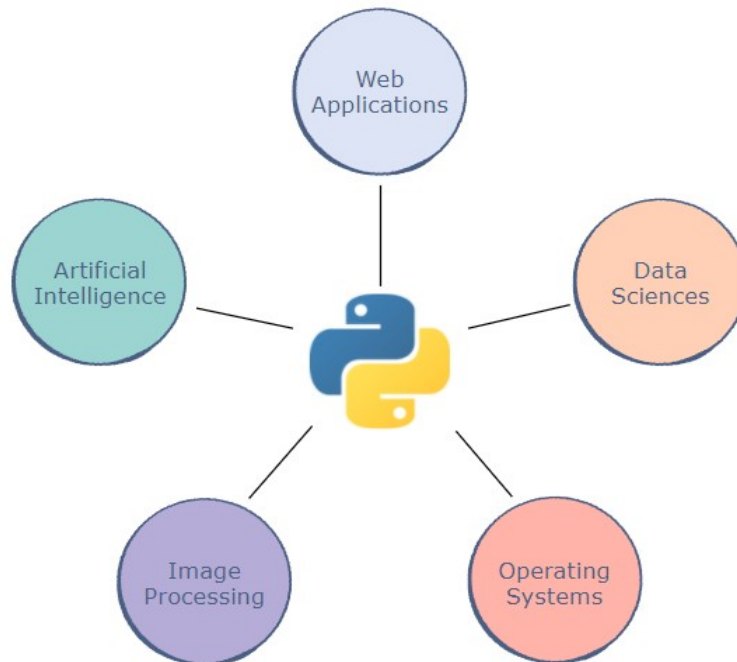 Web
Applications
Artificial
Intelligence
Data
Sciences
Image
Processing
Operating
Systems